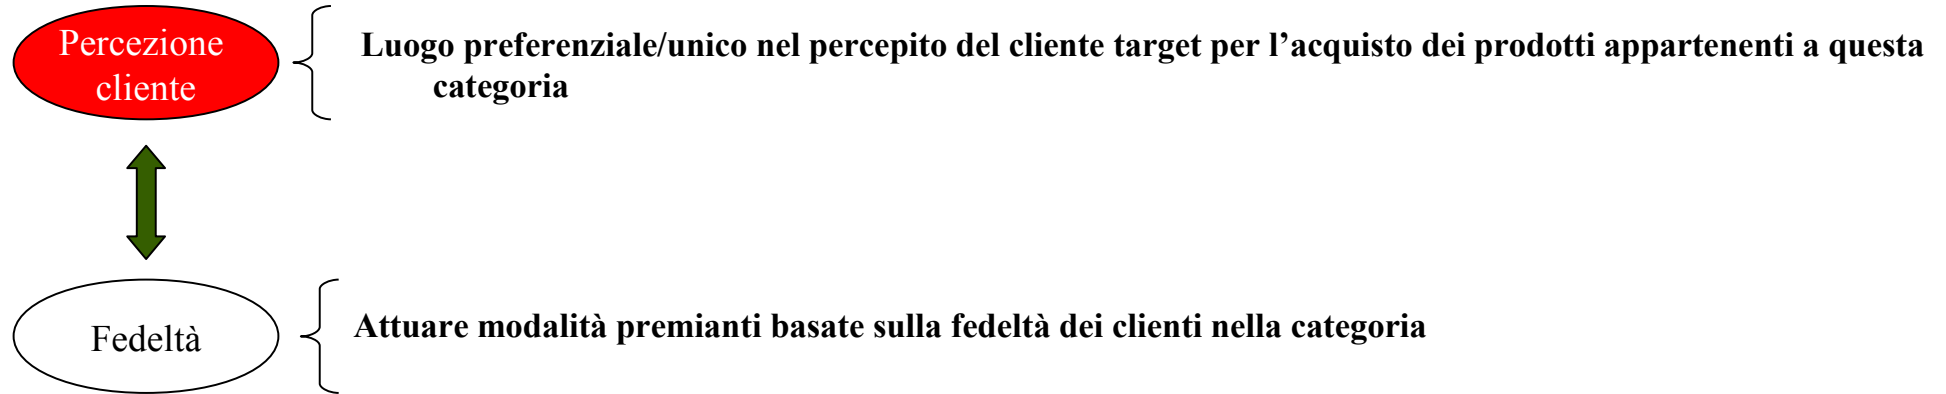 Percezione
cliente
Luogo preferenziale/unico nel percepito del cliente target per l’acquisto dei prodotti appartenenti a questa
categoria
Fedeltà
Attuare modalità premianti basate sulla fedeltà dei clienti nella categoria